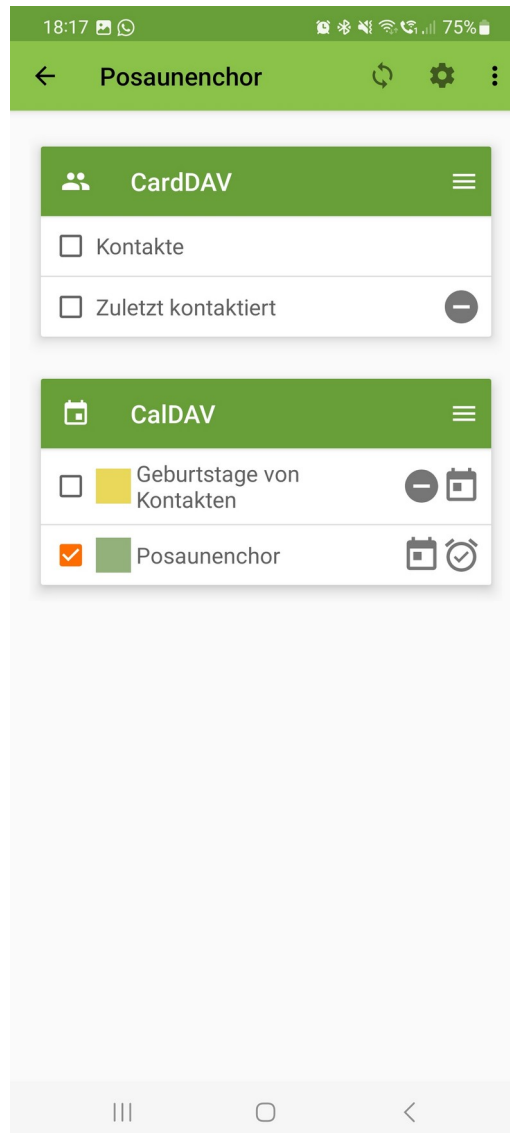 18:17 75%
Posaunenchor
CardDAV
Kontakte
Zuletzt kontaktiert
CalDAV
Geburtstage von
Kontakten
Posaunenchor